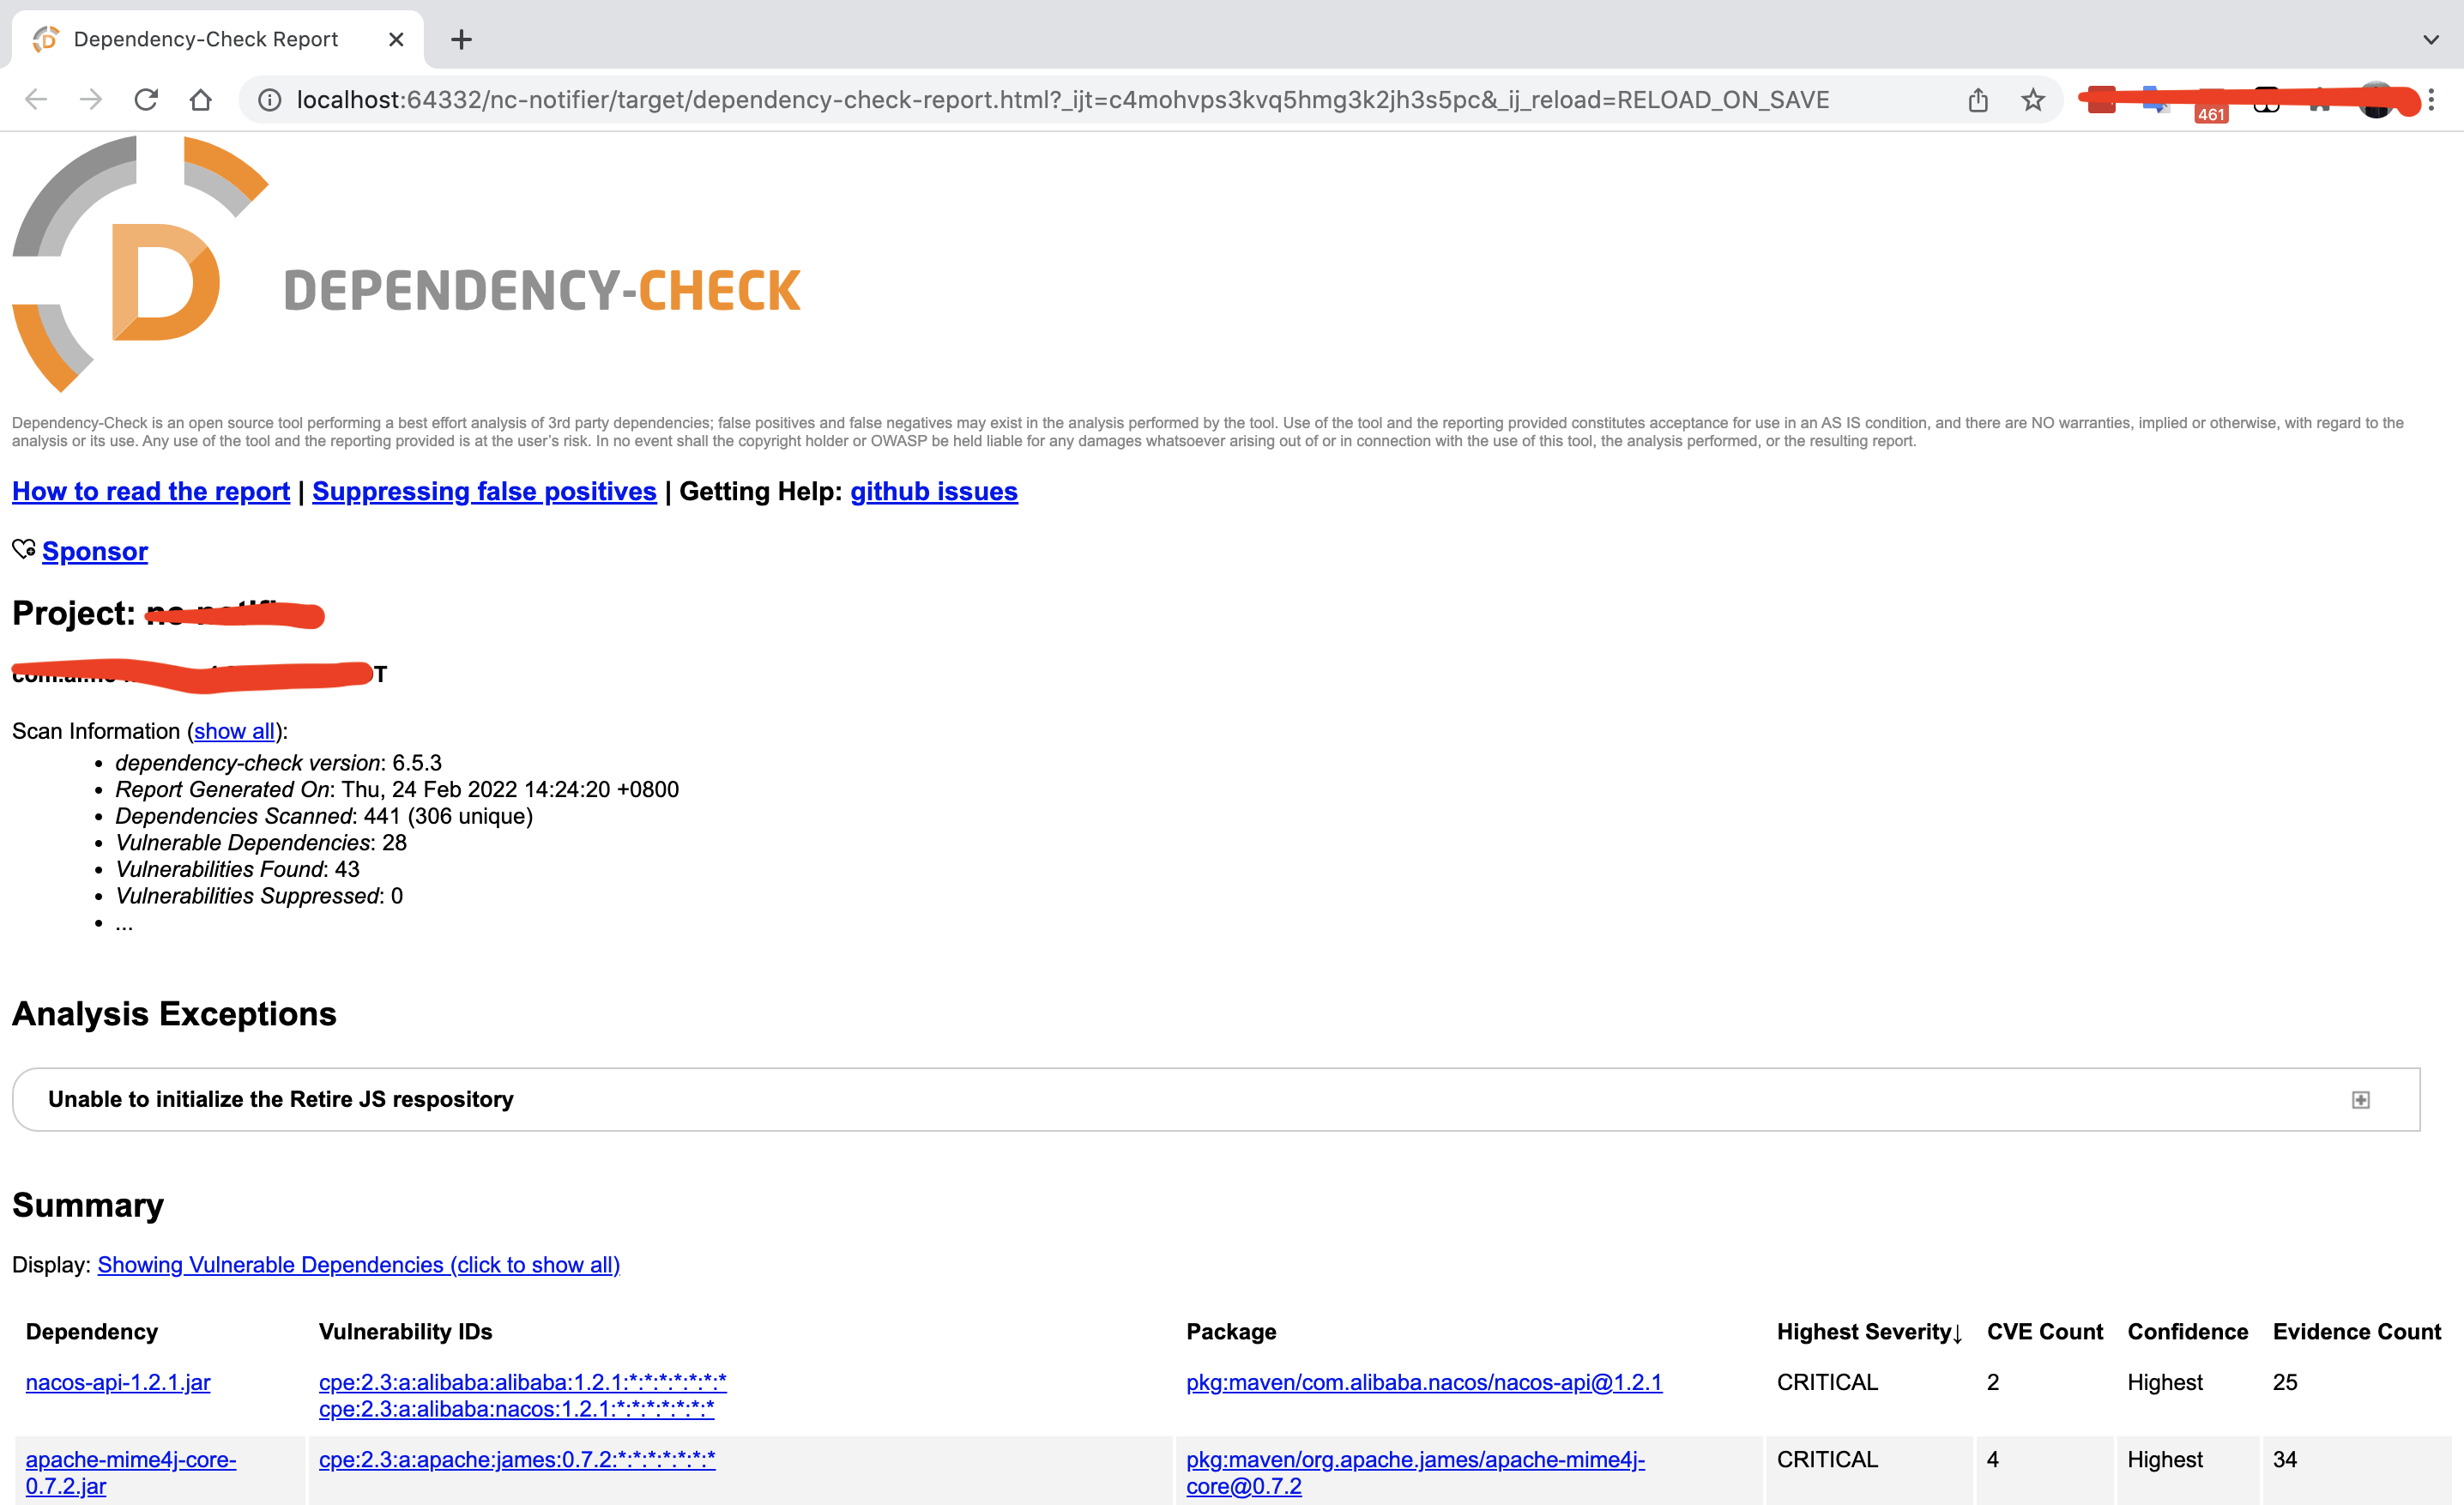 Dependency-Check Report
localhost:64332/nc-notifier/target/dependency-check-report.html?_ijt=c4mohvps3kvq5hmg3k2jh3s5pc&_ij_reload=RELOAD_ON_SAVE
461
D
DEPENDENCY-CHECK
Dependency-Check is an open source tool performing a best effort analysis of 3rd party dependencies; false positives and false negatives may exist in the analysis performed by the tool. Use of the tool and the reporting provided constitutes acceptance for use in an AS IS condition, and there are NO warranties, implied or otherwise, with regard to the
analysis or its use. Any use of the tool and the reporting provided is at the user’s risk. In no event shall the copyright holder or OWASP be held liable for any damages whatsoever arising out of or in connection with the use of this tool, the analysis performed, or the resulting report.
How to read the report | Suppressing false positives | Getting Help: github issues
Sponsor
Project:
T
Scan Information (show all):
• dependency-check version: 6.5.3
• Report Generated On: Thu, 24 Feb 2022 14:24:20 +0800
• Dependencies Scanned: 441 (306 unique)
• Vulnerable Dependencies: 28
• Vulnerabilities Found: 43
• Vulnerabilities Suppressed: 0
• ...
Analysis Exceptions
Unable to initialize the Retire JS respository
Summary
Display: Showing Vulnerable Dependencies (click to show all)
Dependency Vulnerability IDs Package Highest Severity↓ CVE Count Confidence Evidence Count
nacos-api-1.2.1.jar cpe:2.3:a:alibaba:alibaba:1.2.1:*:*:*:*:*:*:* pkg:maven/com.alibaba.nacos/nacos-api@1.2.1 CRITICAL 2 Highest 25
cpe:2.3:a:alibaba:nacos:1.2.1:*:*:*:*:*:*:*
apache-mime4j-core- cpe:2.3:a:apache:james:0.7.2:*:*:*:*:*:*:* pkg:maven/org.apache.james/apache-mime4j- CRITICAL 4 Highest 34
0.7.2.jar core@0.7.2